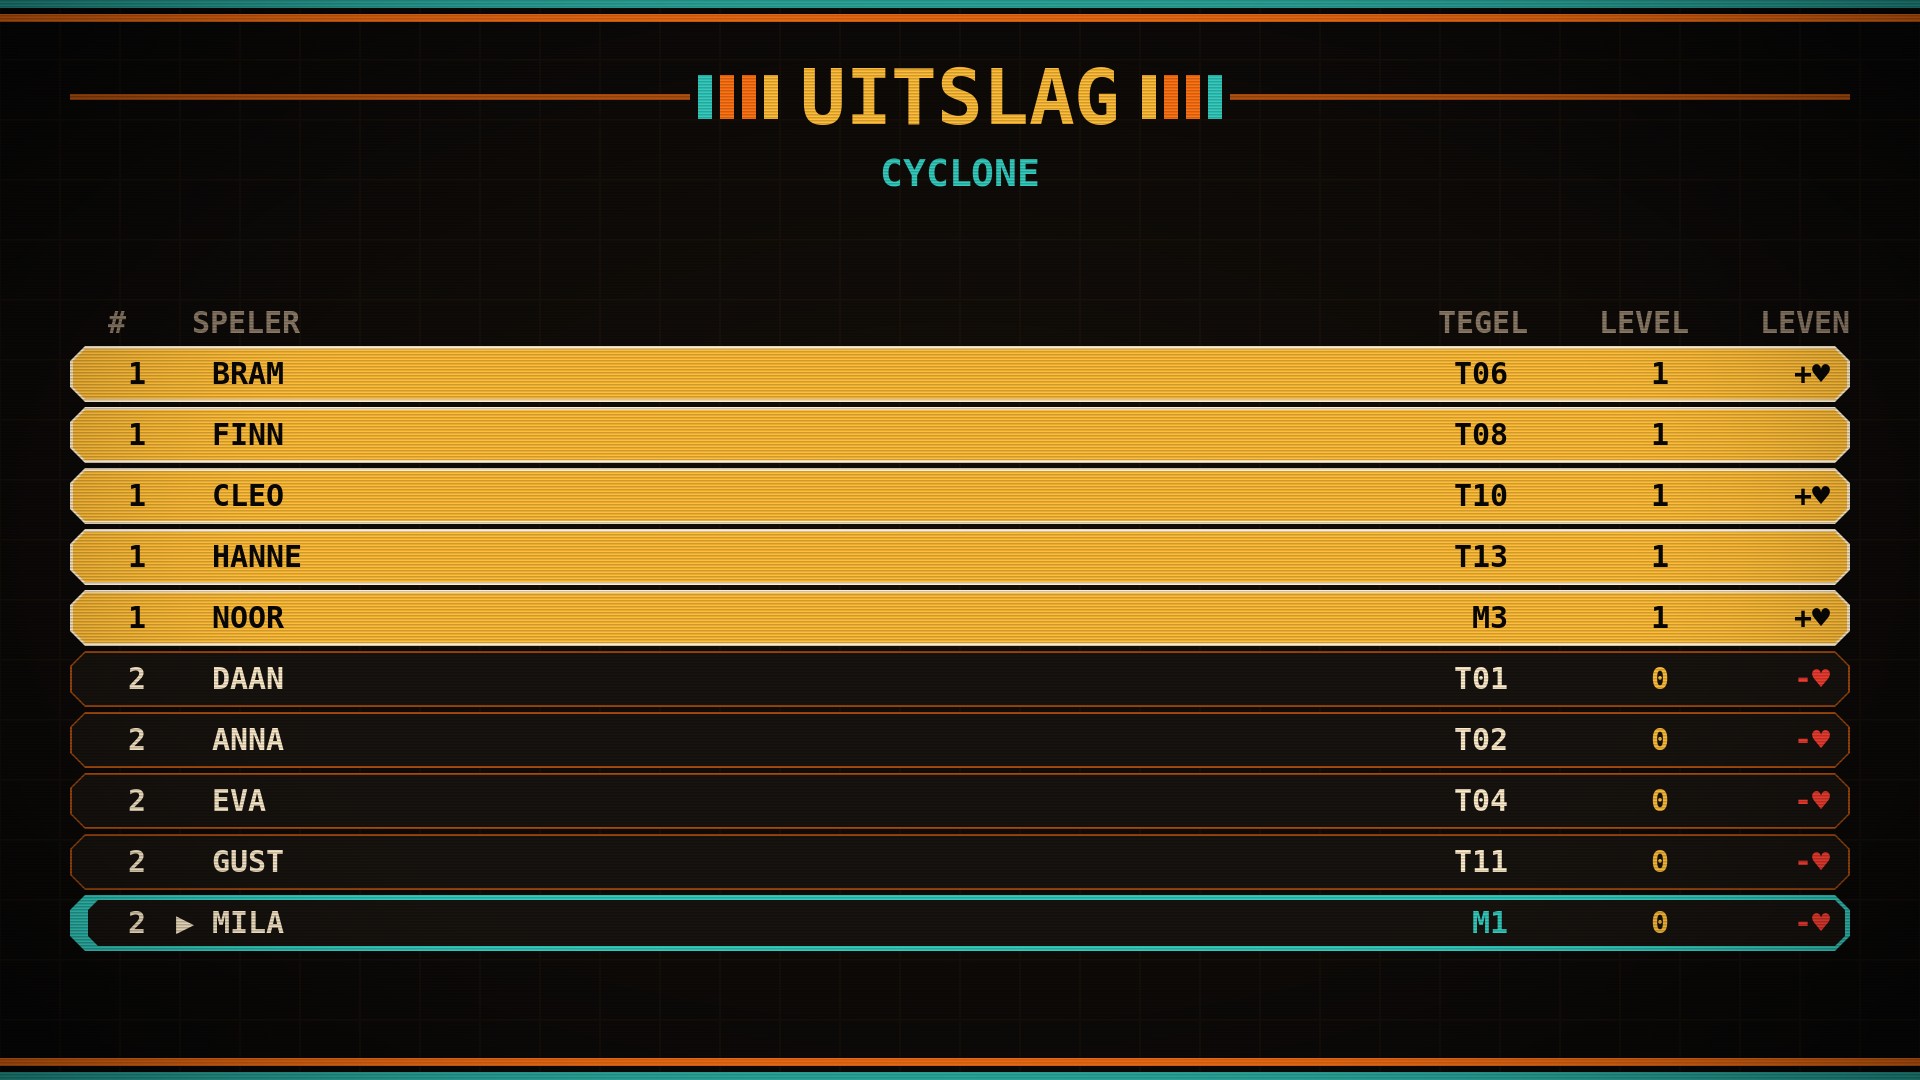 UITSLAG
CYCLONE
# SPELER TEGEL LEVEL LEVEN
1 BRAM T06 1 +♥
1 FINN T08 1
1 CLEO T10 1 +♥
1 HANNE T13 1
1 NOOR M3 1 +♥
2 DAAN T01 0 -♥
2 ANNA T02 0 -♥
2 EVA T04 0 -♥
2 GUST T11 0 -♥
2 ▶ MILA M1 0 -♥